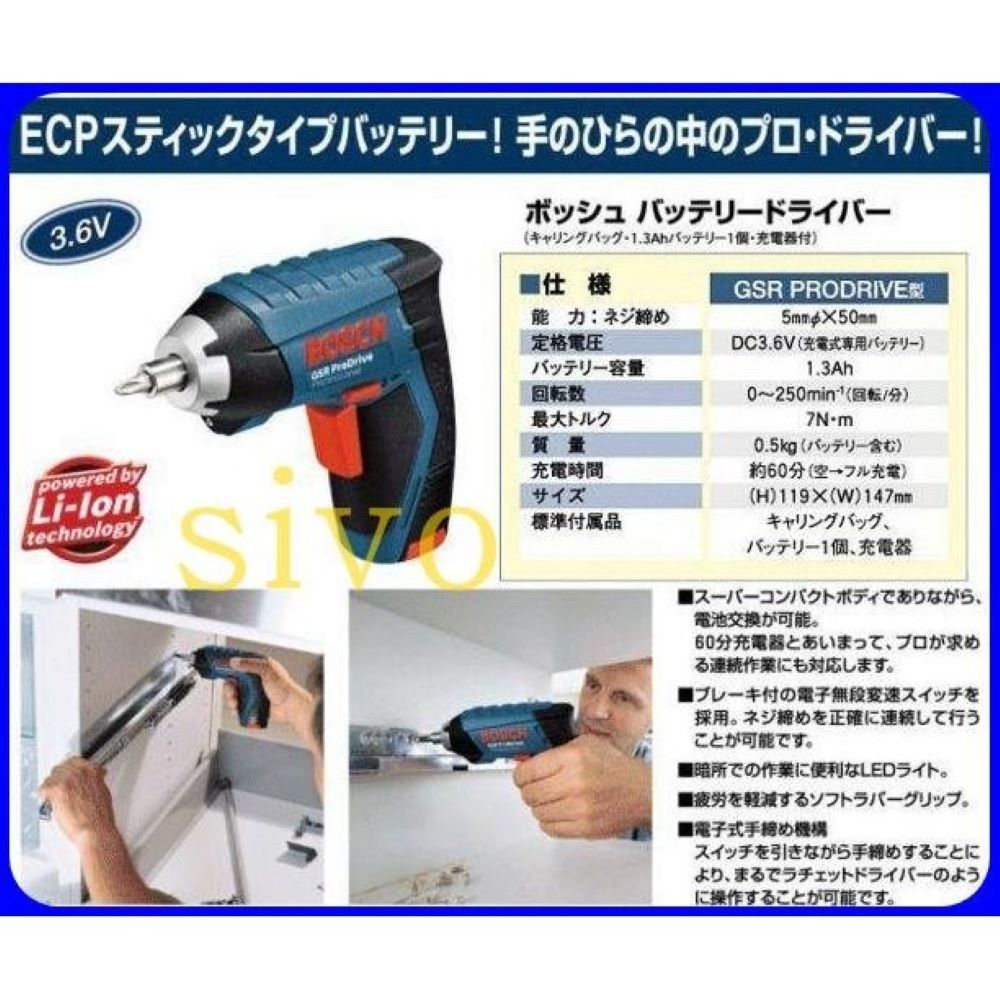 ECPスティックタイプバッテリー! 手のひらの中のプロ・ドライバー!
3.6V
ボッシュ バッテリードライバー
(キャリングバッグ・1.3Ahバッテリー1個・充電器付)
■仕 様 GSR PRODRIVE型
能 力:ネジ締め 5mmφ×50mm
定格電圧 DC3.6V(充電式専用バッテリー)
バッテリー容量 1.3Ah
回転数 0〜250min⁻¹(回転/分)
最大トルク 7N・m
質 量 0.5kg(バッテリー含む)
充電時間 約60分(空→フル充電)
サイズ (H)119×(W)147mm
標準付属品 キャリングバッグ、
バッテリー1個、充電器
BOSCH
GSR ProDrive
Professional
powered by
Li-Ion
technology
sivo
BOSCH
■スーパーコンパクトボディでありながら、
電池交換が可能。
60分充電器とあいまって、プロが求め
る連続作業にも対応します。
■ブレーキ付の電子無段変速スイッチを
採用。ネジ締めを正確に連続して行う
ことが可能です。
■暗所での作業に便利なLEDライト。
■疲労を軽減するソフトラバーグリップ。
■電子式手締め機構
スイッチを引きながら手締めすることに
より、まるでラチェットドライバーのよう
に操作することが可能です。